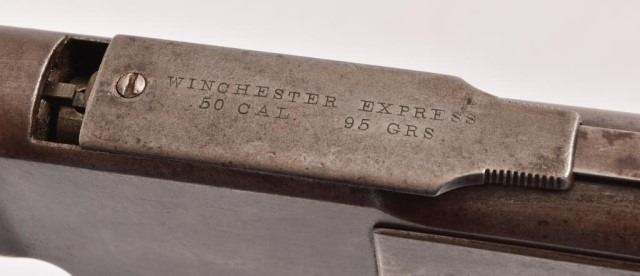 WINCHESTER EXPRESS
.50 CAL 95 GRS